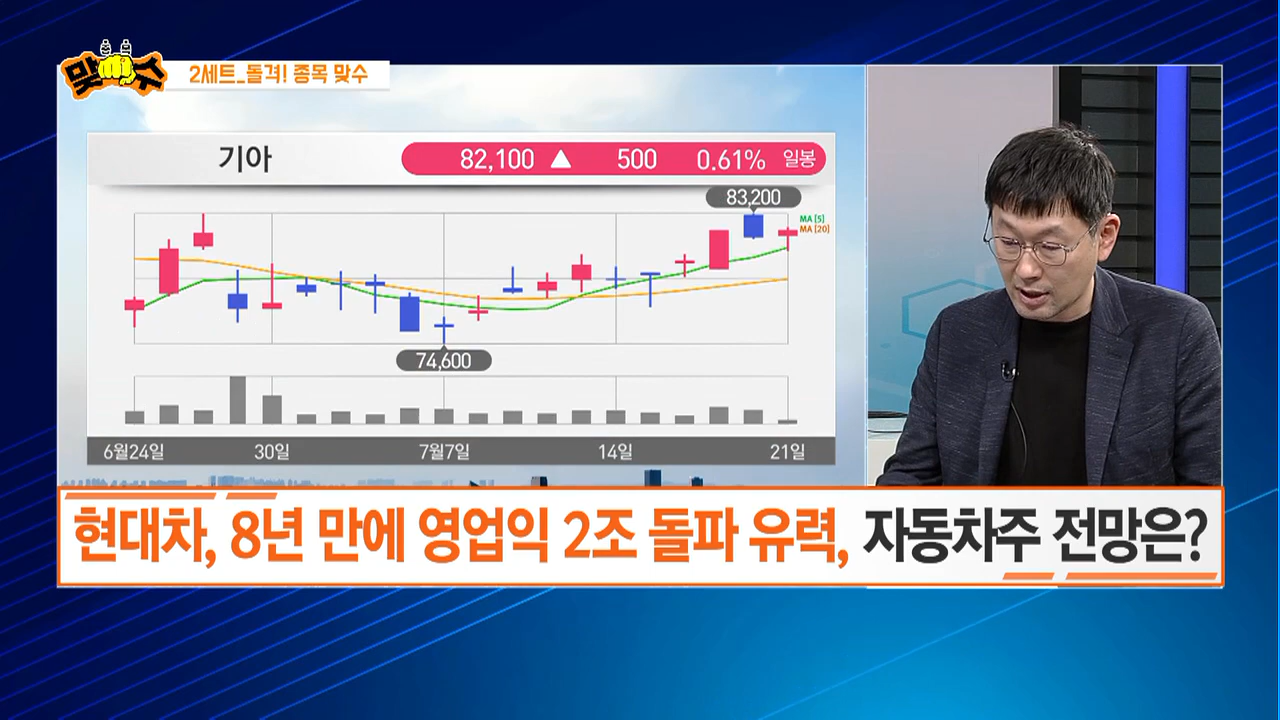 종목
맞수
2세트_돌격! 종목 맞수
기아
82,100 ▲ 500 0.61% 일봉
83,200
MA [5]
MA [20]
74,600
6월24일 30일 7월7일 14일 21일
현대차, 8년 만에 영업익 2조 돌파 유력, 자동차주 전망은?